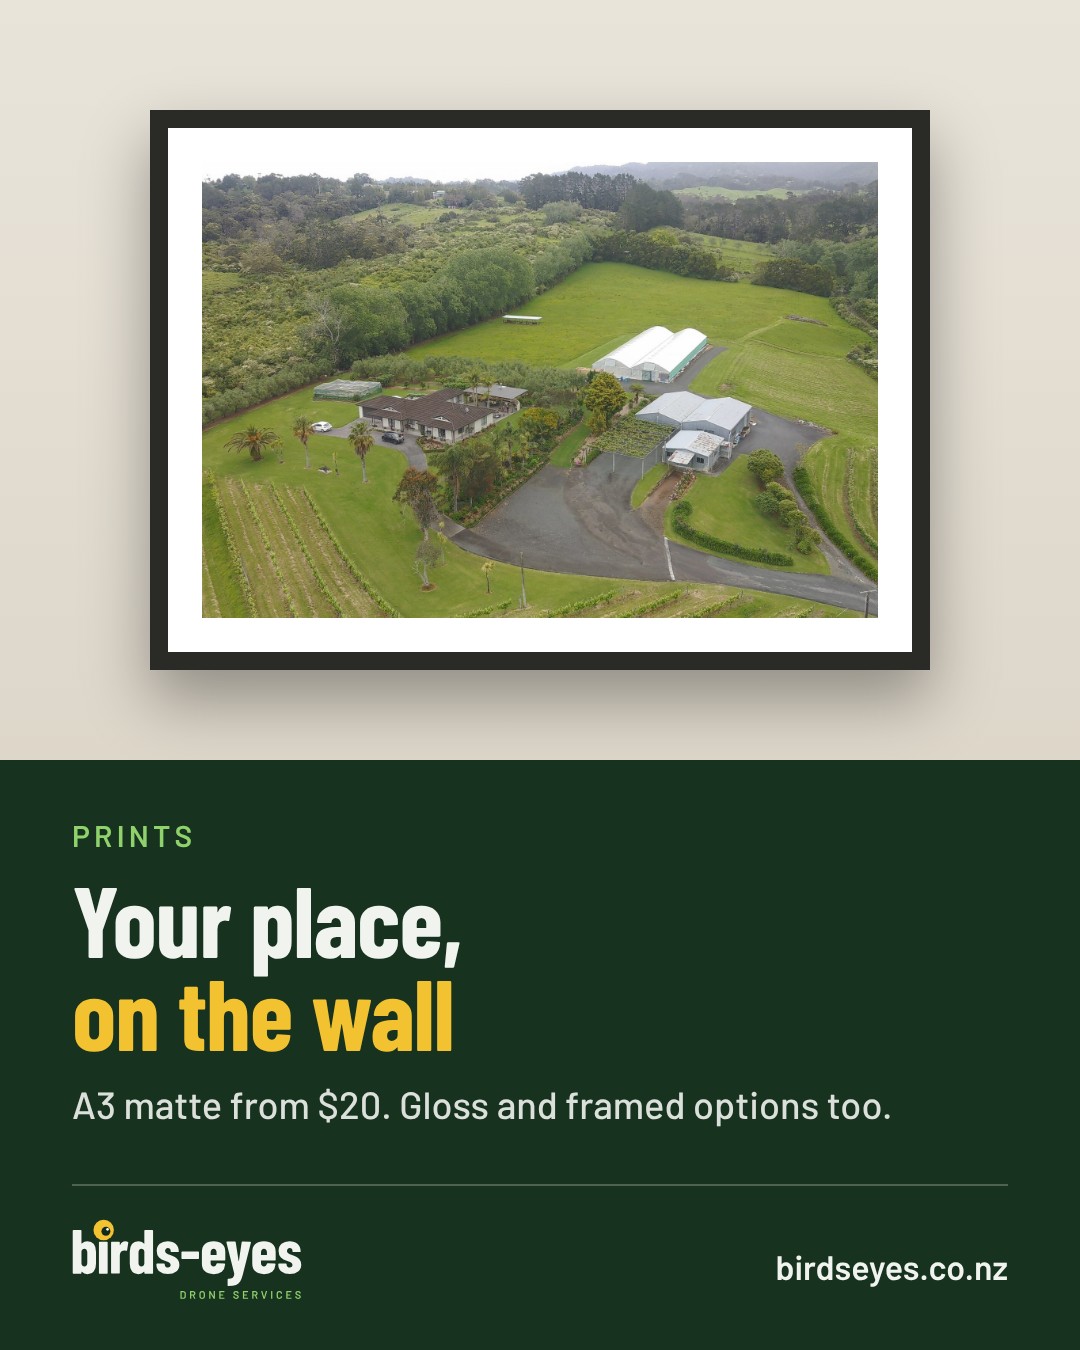 PRINTS
Your place,
on the wall
A3 matte from $20. Gloss and framed options too.
birds-eyes
DRONE SERVICES
birdseyes.co.nz